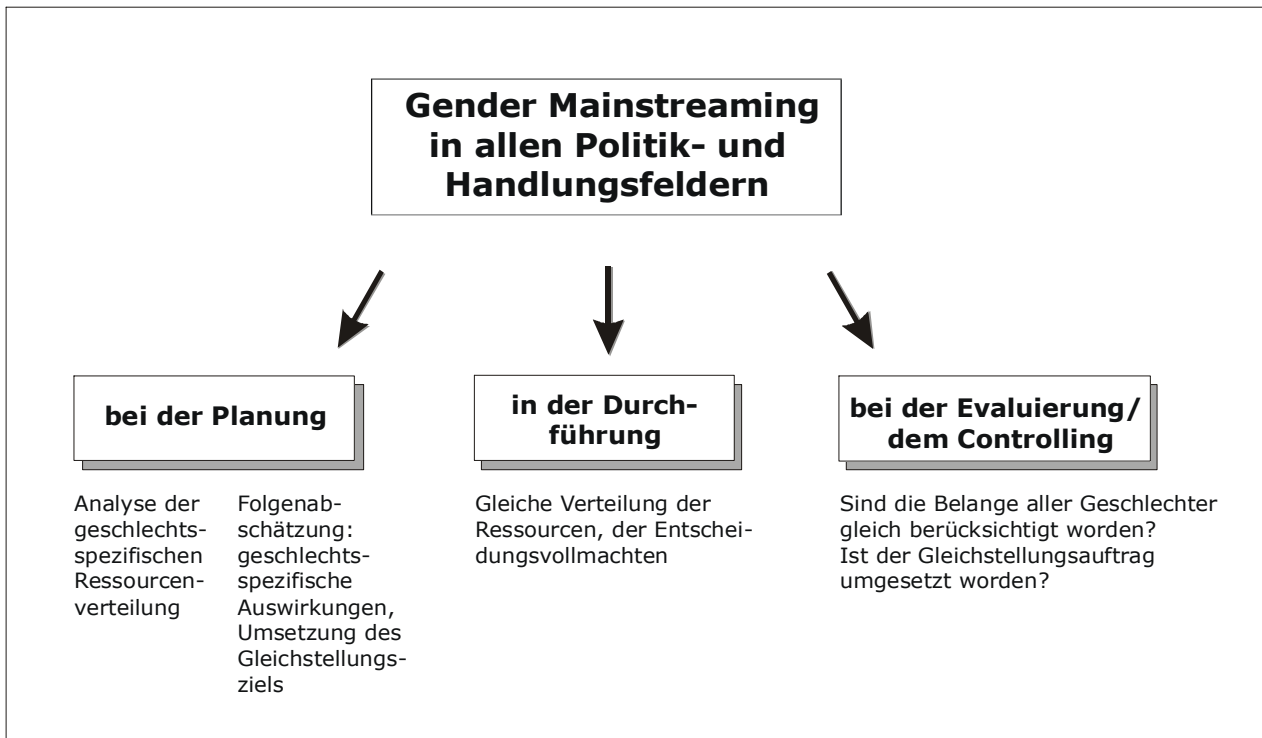 Gender Mainstreaming
in allen Politik- und
Handlungsfeldern
bei der Planung
Analyse der
geschlechts-
spezifischen
Ressourcen-
verteilung
Folgenab-
schätzung:
geschlechts-
spezifische
Auswirkungen,
Umsetzung des
Gleichstellungs-
ziels
in der Durch-
führung
Gleiche Verteilung der
Ressourcen, der Entschei-
dungsvollmachten
bei der Evaluierung/
dem Controlling
Sind die Belange aller Geschlechter
gleich berücksichtigt worden?
Ist der Gleichstellungsauftrag
umgesetzt worden?